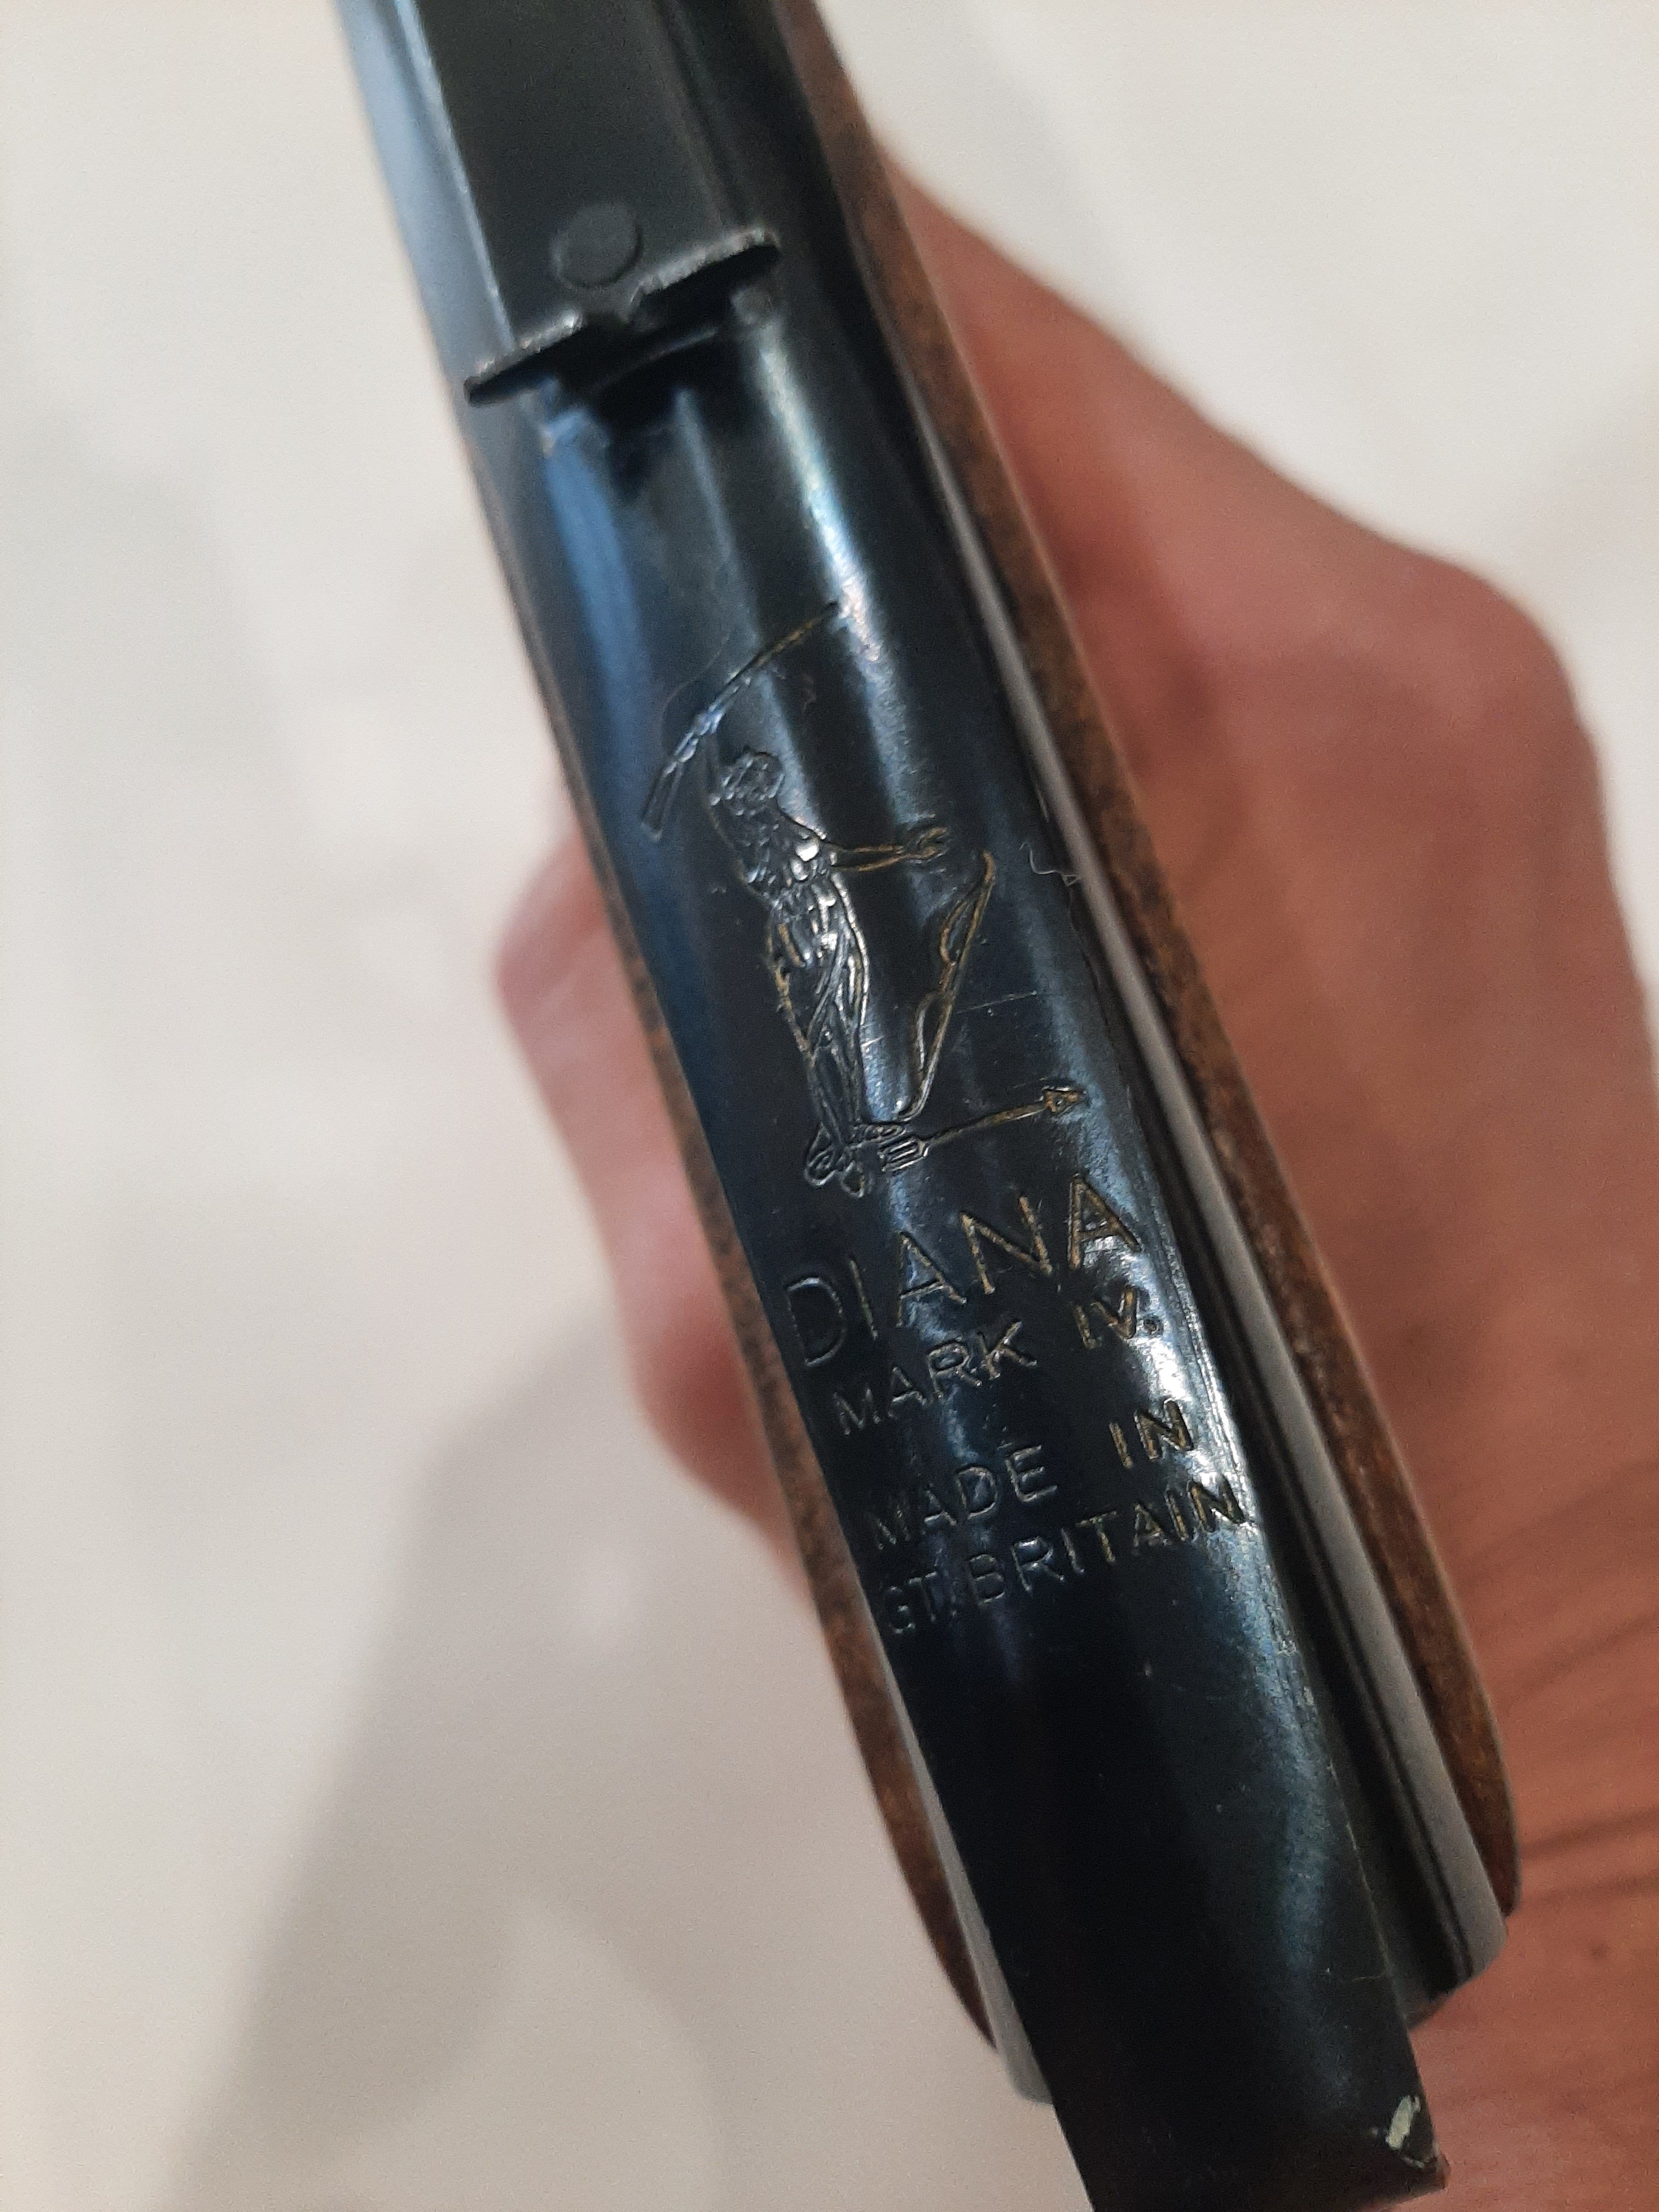 DIANA
MARK IV.
MADE IN
GT. BRITAIN